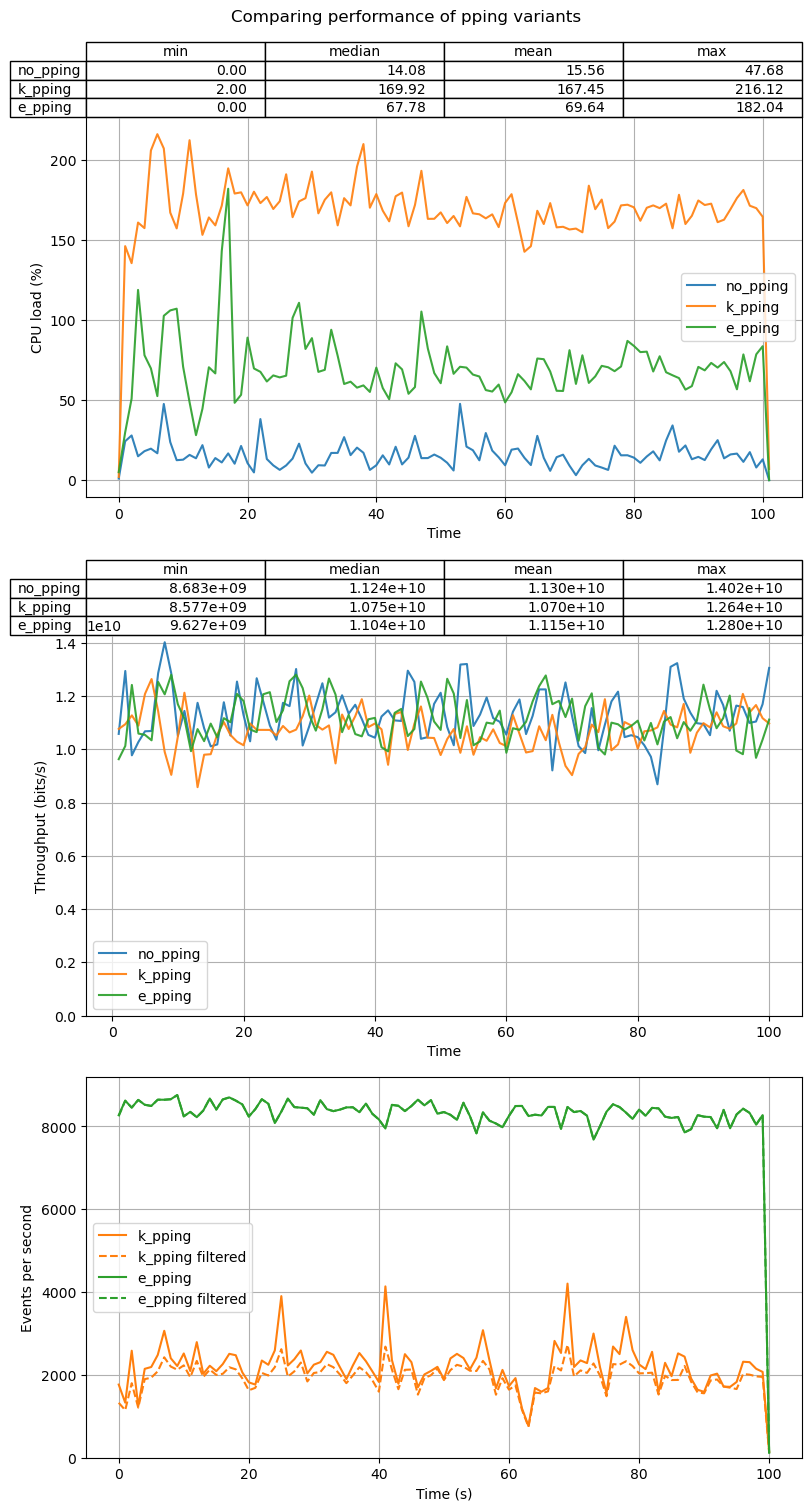 Comparing performance of pping variants
min median mean max
no_pping 0.00 14.08 15.56 47.68
k_pping 2.00 169.92 167.45 216.12
e_pping 0.00 67.78 69.64 182.04
200
150
100
50
0
CPU load (%)
no_pping
k_pping
e_pping
0 20 40 60 80 100
Time
min median mean max
no_pping 8.683e+09 1.124e+10 1.130e+10 1.402e+10
k_pping 8.577e+09 1.075e+10 1.070e+10 1.264e+10
e_pping 9.627e+09 1.104e+10 1.115e+10 1.280e+10
1e10
1.4
1.2
1.0
0.8
0.6
0.4
0.2
0.0
Throughput (bits/s)
no_pping
k_pping
e_pping
0 20 40 60 80 100
Time
8000
6000
4000
2000
0
Events per second
k_pping
k_pping filtered
e_pping
e_pping filtered
0 20 40 60 80 100
Time (s)